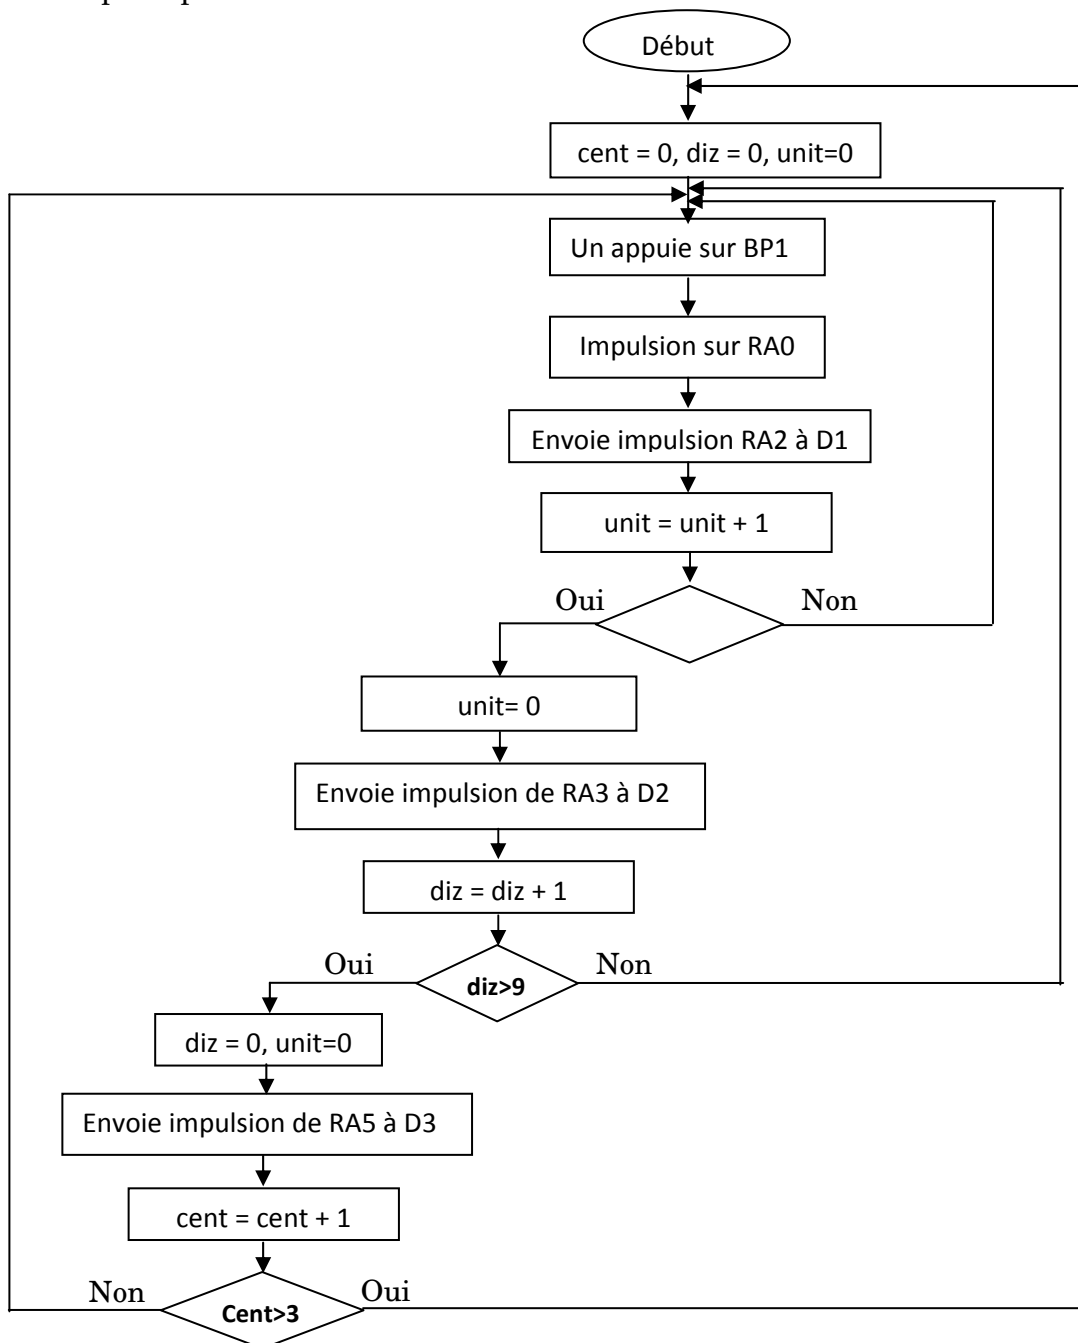 Début
cent = 0, diz = 0, unit=0
Un appuie sur BP1
Impulsion sur RA0
Envoie impulsion RA2 à D1
unit = unit + 1
Oui
Non
unit= 0
Envoie impulsion de RA3 à D2
diz = diz + 1
Oui
Non
diz>9
diz = 0, unit=0
Envoie impulsion de RA5 à D3
cent = cent + 1
Non
Oui
Cent>3